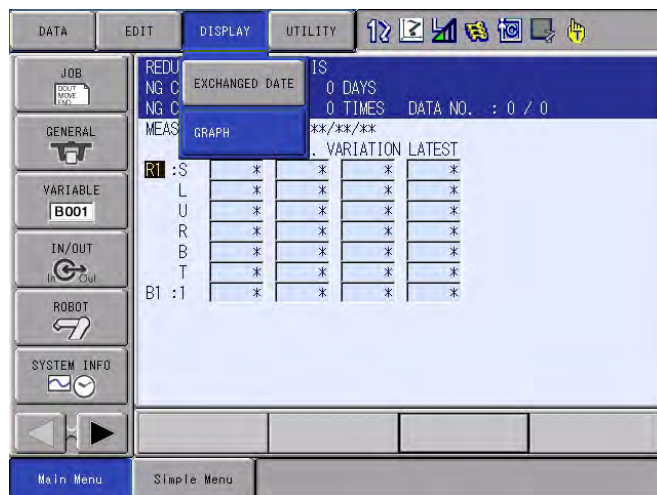 DATA EDIT DISPLAY UTILITY
JOB
DOUT
MOVE
END
GENERAL
VARIABLE
B001
IN/OUT
In Out
ROBOT
SYSTEM INFO
EXCHANGED DATE
GRAPH
REDU IS
NG C 0 DAYS
NG C 0 TIMES DATA NO. : 0 / 0
MEAS **/**/**
. VARIATION LATEST
R1 :S * * * *
L * * * *
U * * * *
R * * * *
B * * * *
T * * * *
B1 :1 * * * *
Main Menu Simple Menu